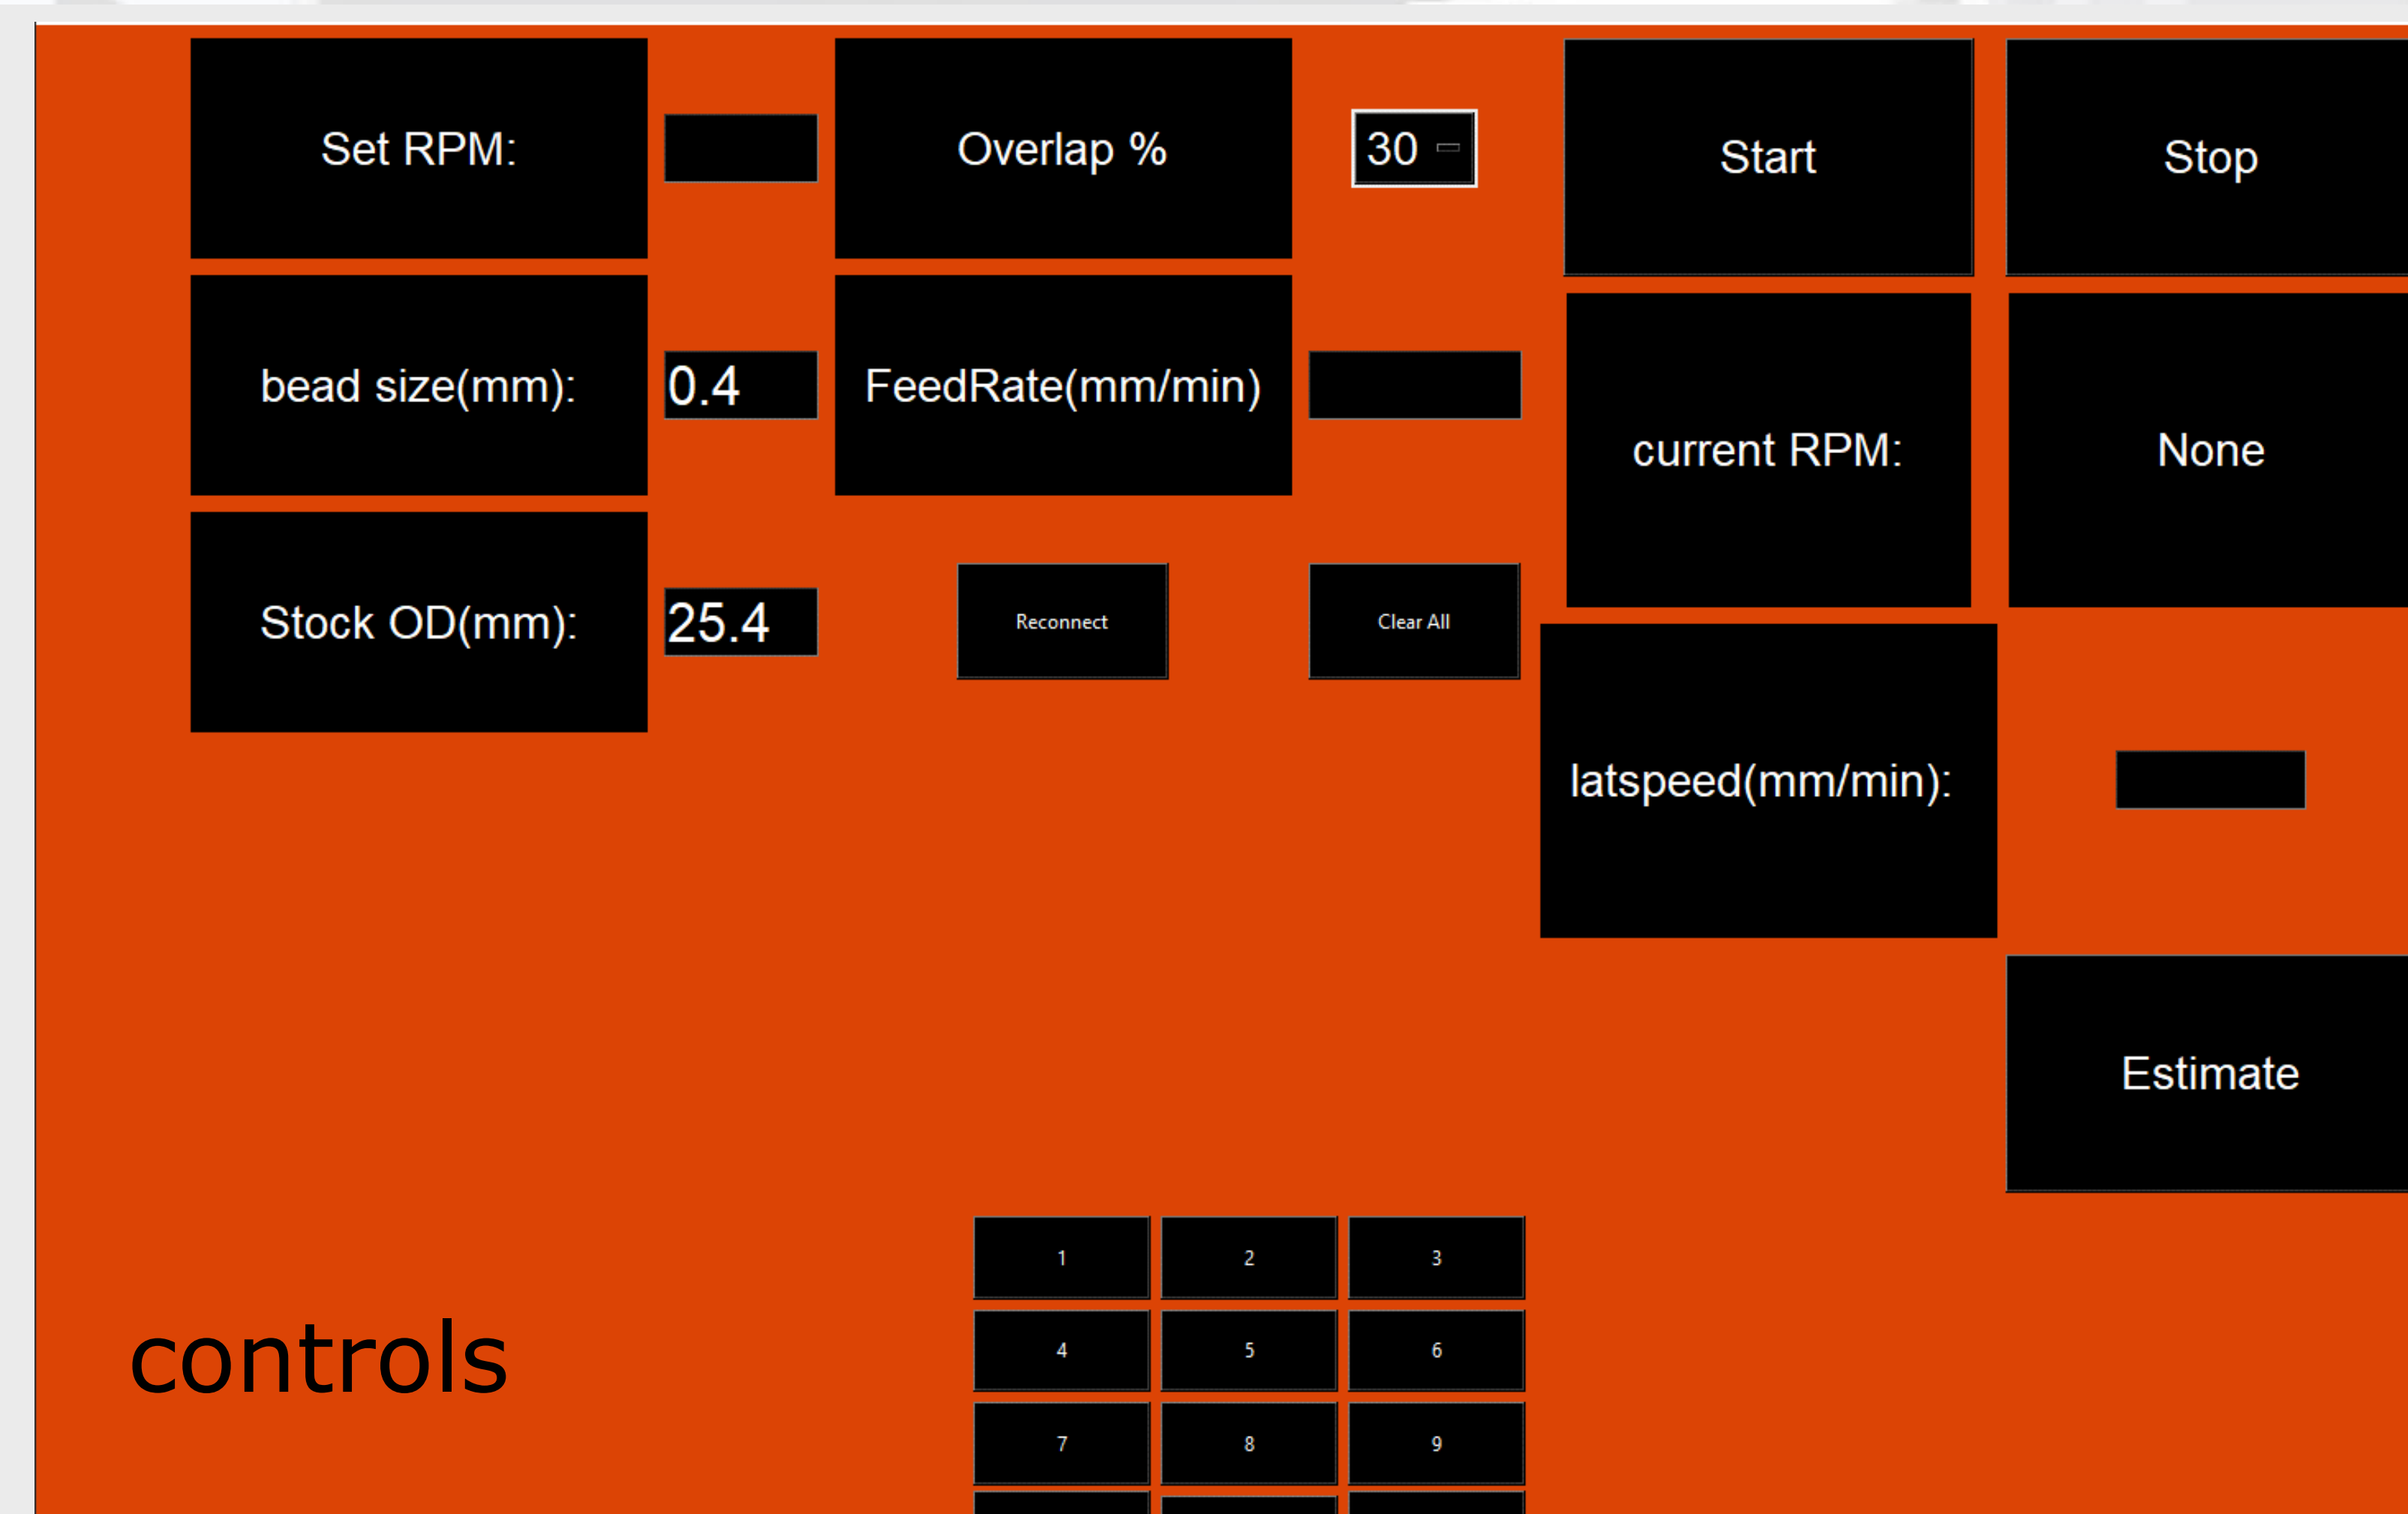 Set RPM:
Overlap %
30
Start
Stop
bead size(mm):
0.4
FeedRate(mm/min)
current RPM:
None
Stock OD(mm):
25.4
Reconnect
Clear All
latspeed(mm/min):
Estimate
1 2 3
4 5 6
7 8 9
controls